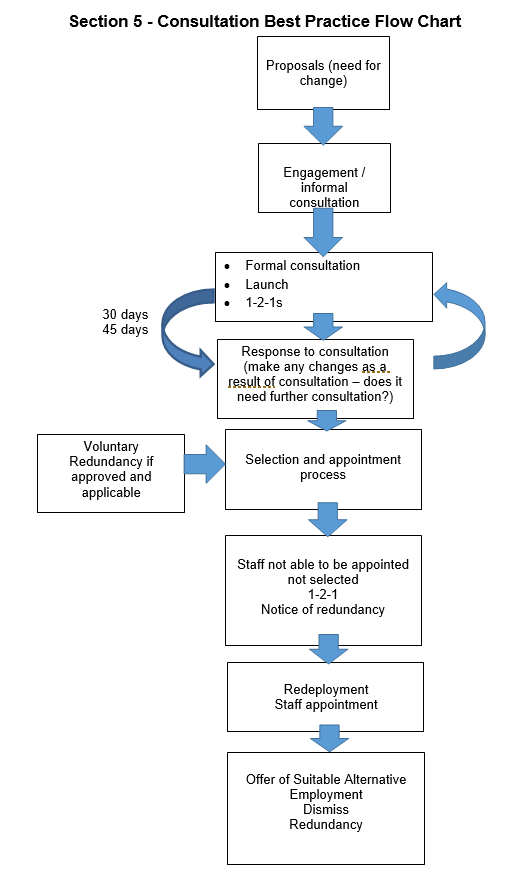 Section 5 - Consultation Best Practice Flow Chart
Proposals (need for
change)
Engagement /
informal
consultation
• Formal consultation
• Launch
• 1-2-1s
30 days
45 days
Response to consultation
(make any changes as a
result of consultation – does it
need further consultation?)
Voluntary
Redundancy if
approved and
applicable
Selection and appointment
process
Staff not able to be appointed
not selected
1-2-1
Notice of redundancy
Redeployment
Staff appointment
Offer of Suitable Alternative
Employment
Dismiss
Redundancy